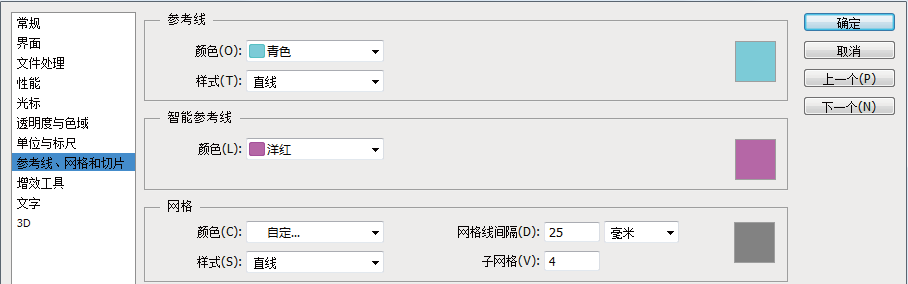 常规
界面
文件处理
性能
光标
透明度与色域
单位与标尺
参考线、网格和切片
增效工具
文字
3D
参考线
颜色(O): 青色
样式(T): 直线
智能参考线
颜色(L): 洋红
网格
颜色(C): 自定... 网格线间隔(D): 25 毫米
样式(S): 直线 子网格(V): 4
确定
取消
上一个(P)
下一个(N)